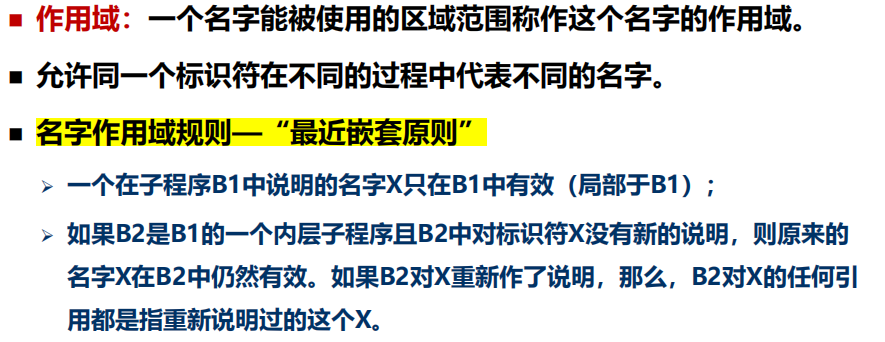 ■ 作用域：一个名字能被使用的区域范围称作这个名字的作用域。
■ 允许同一个标识符在不同的过程中代表不同的名字。
■ 名字作用域规则—“最近嵌套原则”
➢ 一个在子程序B1中说明的名字X只在B1中有效（局部于B1）；
➢ 如果B2是B1的一个内层子程序且B2中对标识符X没有新的说明，则原来的
名字X在B2中仍然有效。如果B2对X重新作了说明，那么，B2对X的任何引
用都是指重新说明过的这个X。